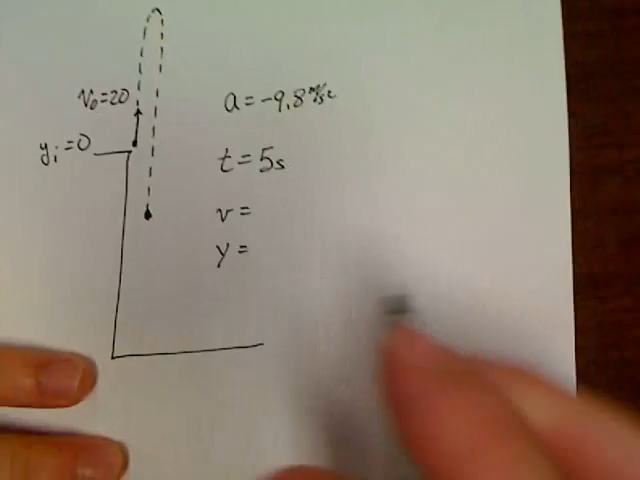 V₀=20
a = -9.8 m/s²
yᵢ=0
t = 5s
v =
y =